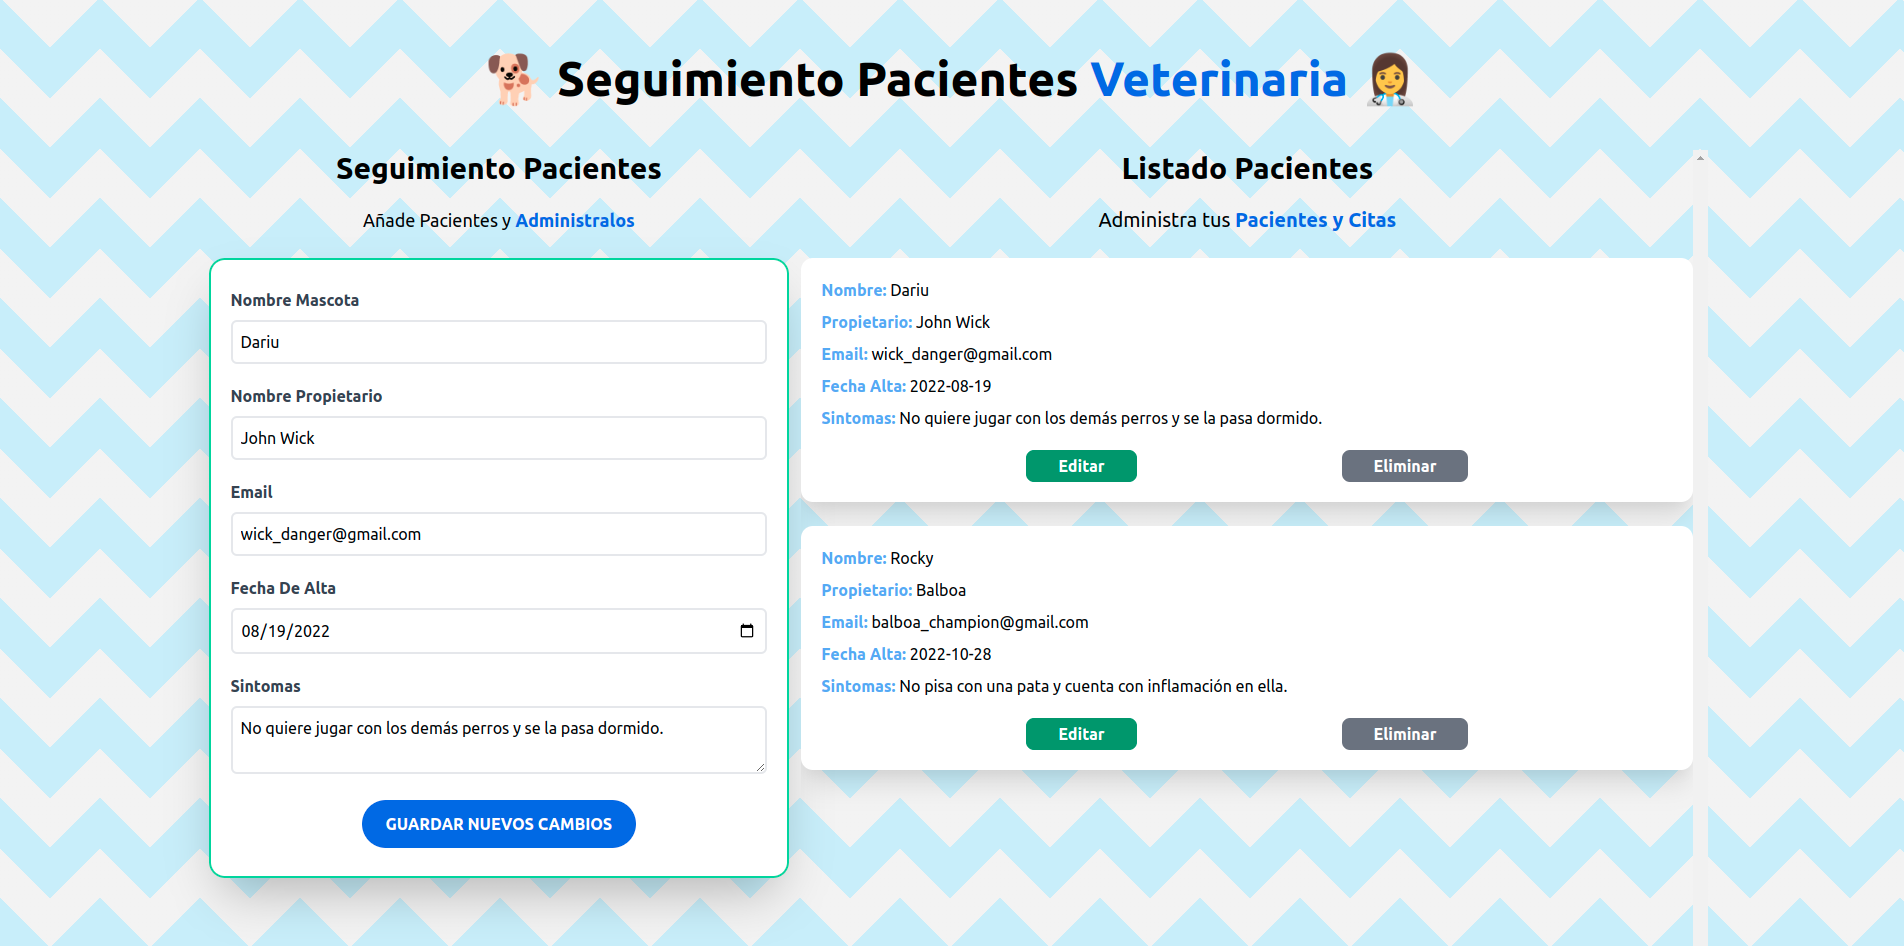 Seguimiento Pacientes Veterinaria
Seguimiento Pacientes
Añade Pacientes y Administralos
Nombre Mascota
Dariu
Nombre Propietario
John Wick
Email
wick_danger@gmail.com
Fecha De Alta
08/19/2022
Sintomas
No quiere jugar con los demás perros y se la pasa dormido.
GUARDAR NUEVOS CAMBIOS
Listado Pacientes
Administra tus Pacientes y Citas
Nombre: Dariu
Propietario: John Wick
Email: wick_danger@gmail.com
Fecha Alta: 2022-08-19
Sintomas: No quiere jugar con los demás perros y se la pasa dormido.
Editar Eliminar
Nombre: Rocky
Propietario: Balboa
Email: balboa_champion@gmail.com
Fecha Alta: 2022-10-28
Sintomas: No pisa con una pata y cuenta con inflamación en ella.
Editar Eliminar